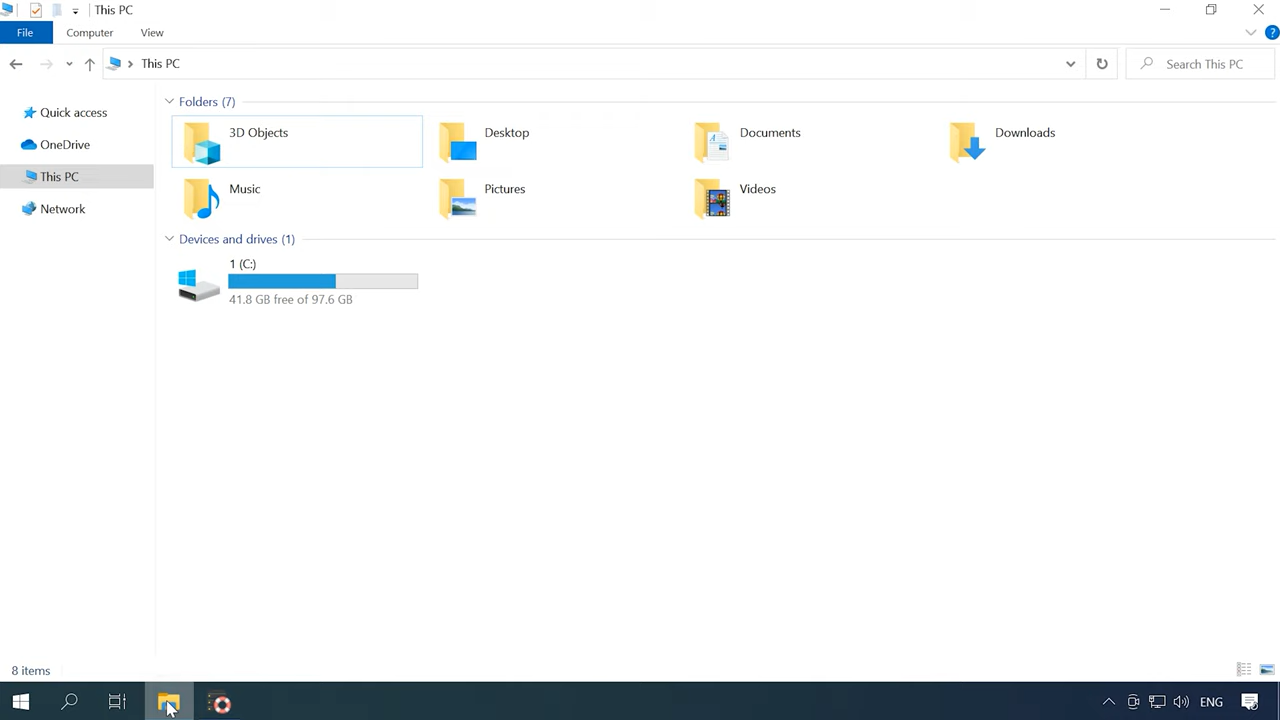 This PC
File
Computer
View
This PC
Search This PC
Quick access
OneDrive
This PC
Network
Folders (7)
3D Objects
Desktop
Documents
Downloads
Music
Pictures
Videos
Devices and drives (1)
1 (C:)
41.8 GB free of 97.6 GB
8 items
ENG